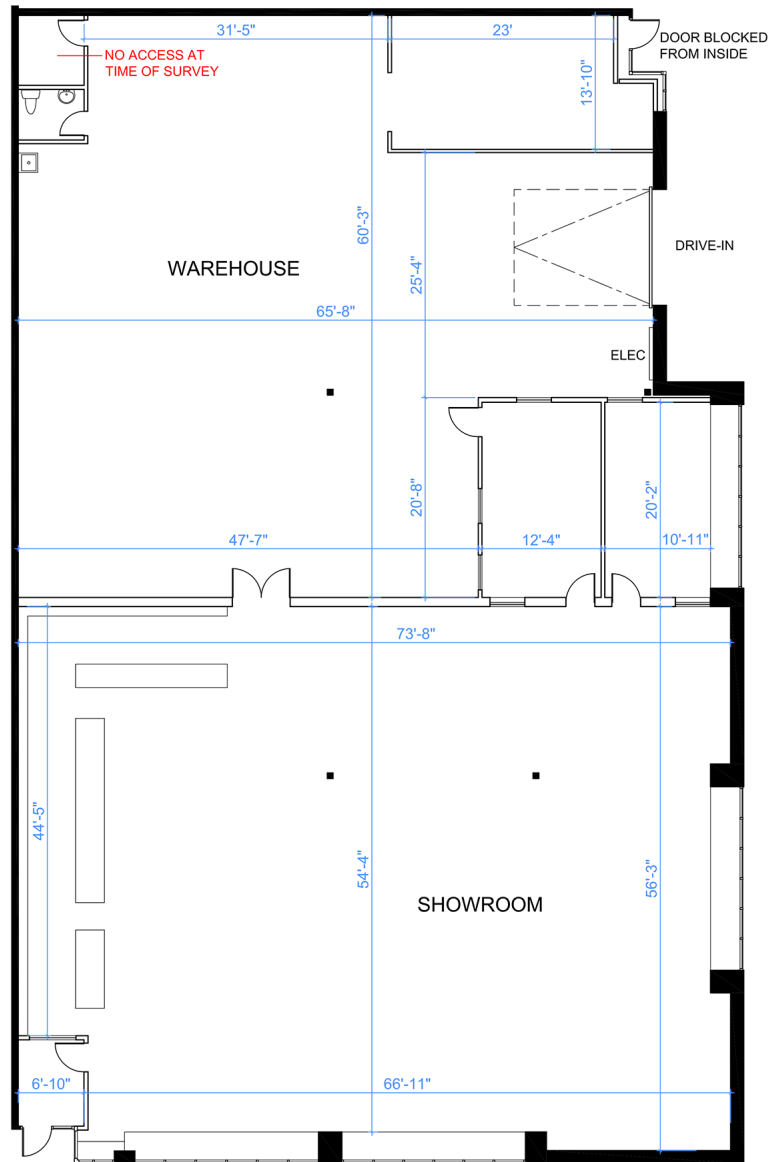 31'-5"
23'
DOOR BLOCKED
FROM INSIDE
NO ACCESS AT
TIME OF SURVEY
13'-10"
60'-3"
WAREHOUSE
25'-4"
DRIVE-IN
65'-8"
ELEC
20'-8"
20'-2"
47'-7"
12'-4"
10'-11"
73'-8"
44'-5"
54'-4"
56'-3"
SHOWROOM
6'-10"
66'-11"